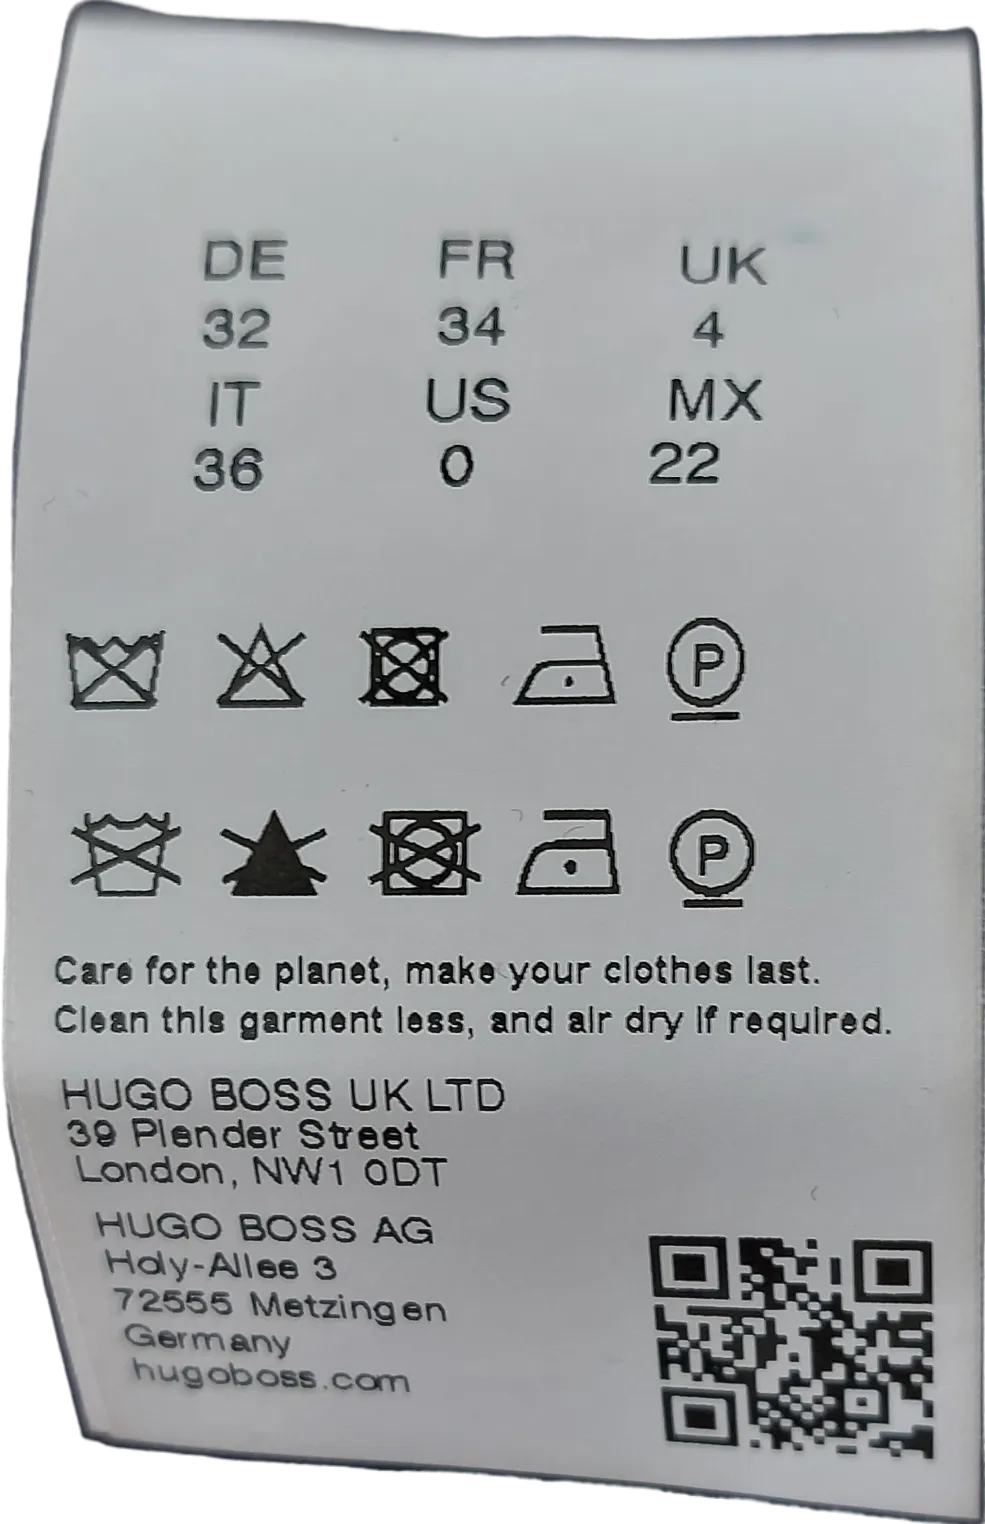 DE FR UK
32 34 4
IT US MX
36 0 22
P
P
Care for the planet, make your clothes last.
Clean this garment less, and air dry if required.
HUGO BOSS UK LTD
39 Plender Street
London, NW1 0DT
HUGO BOSS AG
Holy-Allee 3
72555 Metzingen
Germany
hugoboss.com